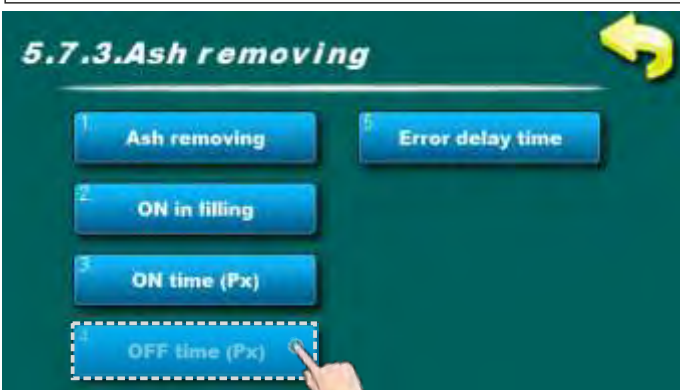 5.7.3.Ash removing
1. Ash removing
2. ON in filling
3. ON time (Px)
4. OFF time (Px)
5. Error delay time